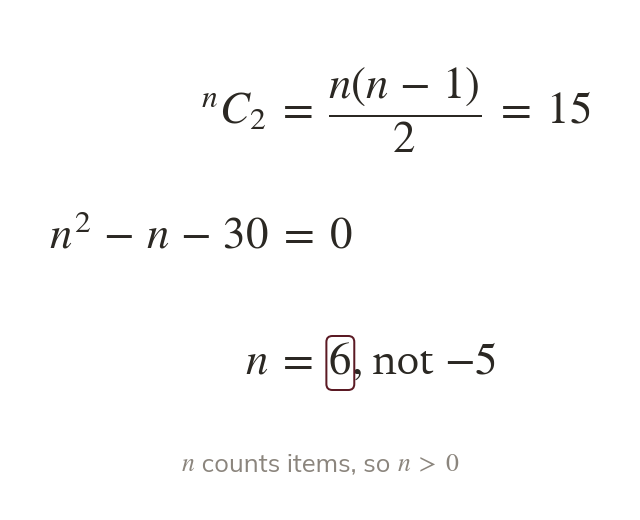 ⁿC₂ = n(n − 1)/2 = 15
n² − n − 30 = 0
n = 6, not −5
n counts items, so n > 0